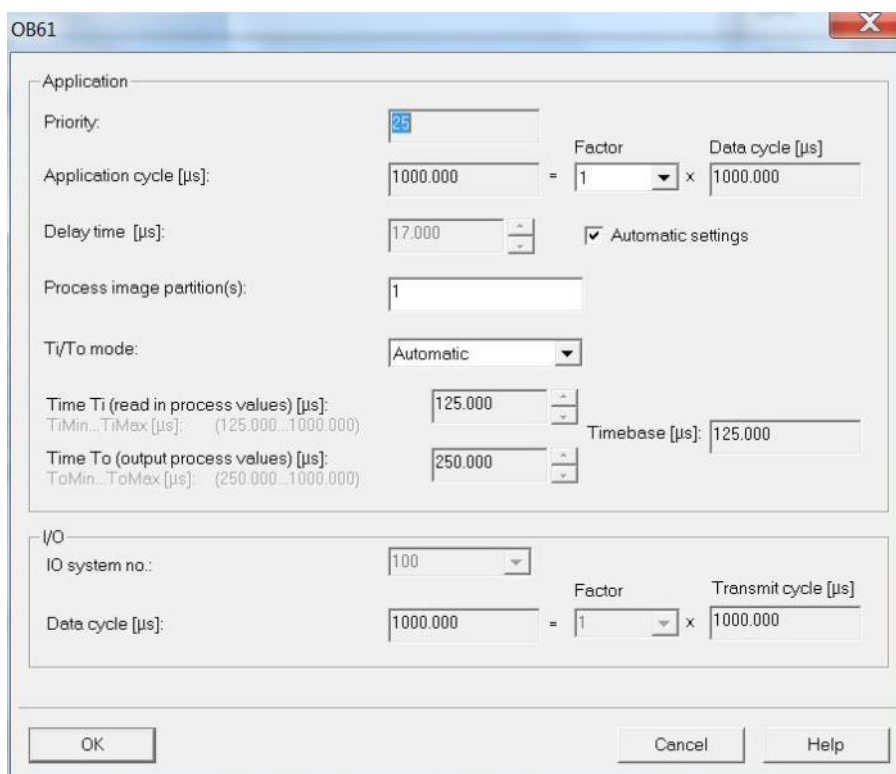 OB61
Application
Priority:
25
Factor
Data cycle [µs]
Application cycle [µs]:
1000.000
=
1
x
1000.000
Delay time [µs]:
17.000
Automatic settings
Process image partition(s):
1
Ti/To mode:
Automatic
Time Ti (read in process values) [µs]:
125.000
TiMin...TiMax [µs]: (125.000...1000.000)
Timebase [µs]:
125.000
Time To (output process values) [µs]:
250.000
ToMin...ToMax [µs]: (250.000...1000.000)
I/O
IO system no.:
100
Factor
Transmit cycle [µs]
Data cycle [µs]:
1000.000
=
1
x
1000.000
OK
Cancel
Help